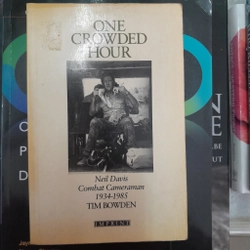 ONE
CROWDED
HOUR
Neil Davis
Combat Cameraman
1934-1985
TIM BOWDEN
IMPRINT